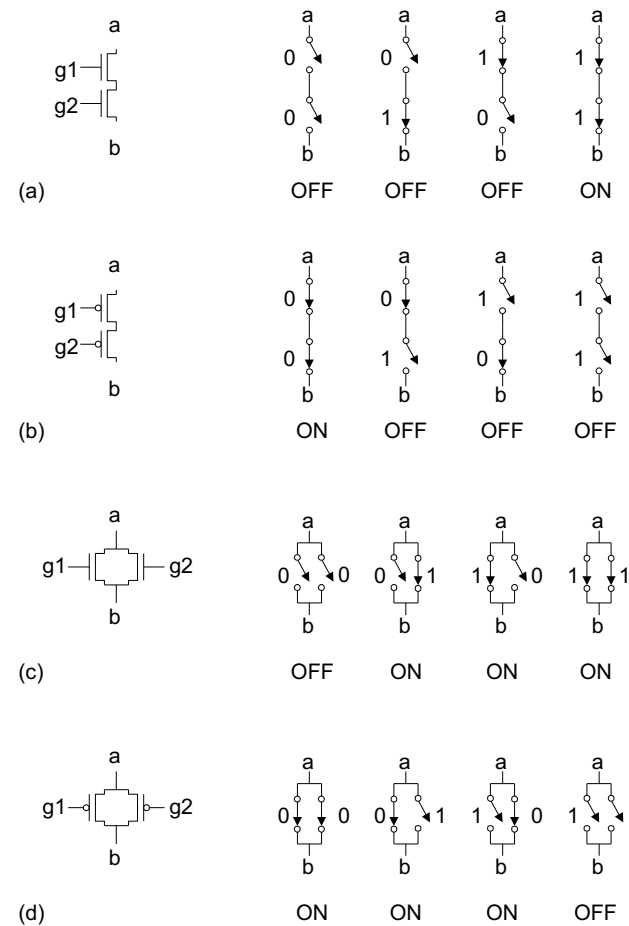 a a a a a
g1 0 0 1 1
g2 0 1 0 1
b b b b b
(a) OFF OFF OFF ON
a a a a a
g1 0 0 1 1
g2 0 1 0 1
b b b b b
(b) ON OFF OFF OFF
a a a a a
g1 g2 0 0 0 1 1 0 1 1
b b b b b
(c) OFF ON ON ON
a a a a a
g1 g2 0 0 0 1 1 0 1 1
b b b b b
(d) ON ON ON OFF